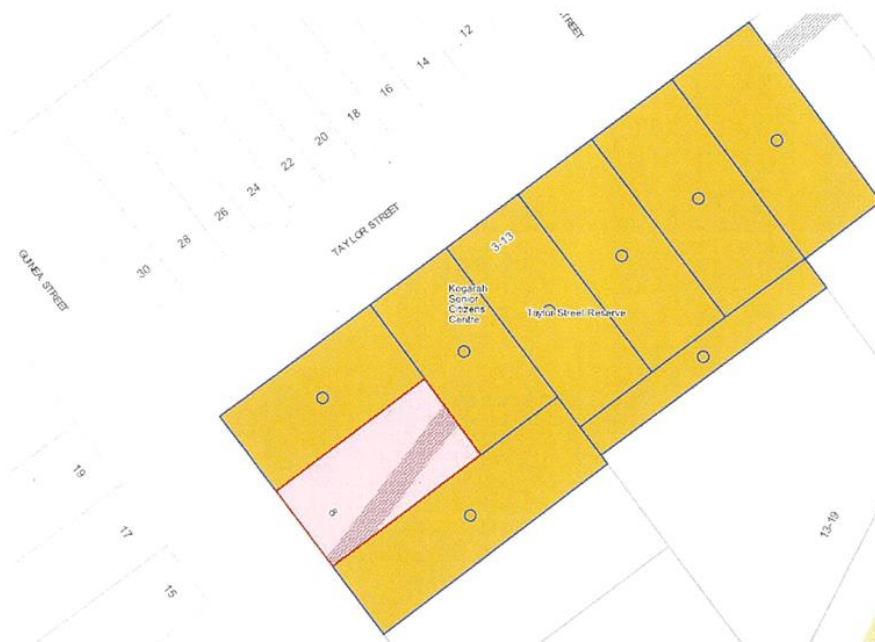 STREET
12
14
16
18
20
22
24
26
28
30
TAYLOR STREET
GUINEA STREET
3-13
Kogarah
Senior
Citizens
Centre
Taylor Street Reserve
8
19
17
15
13-19